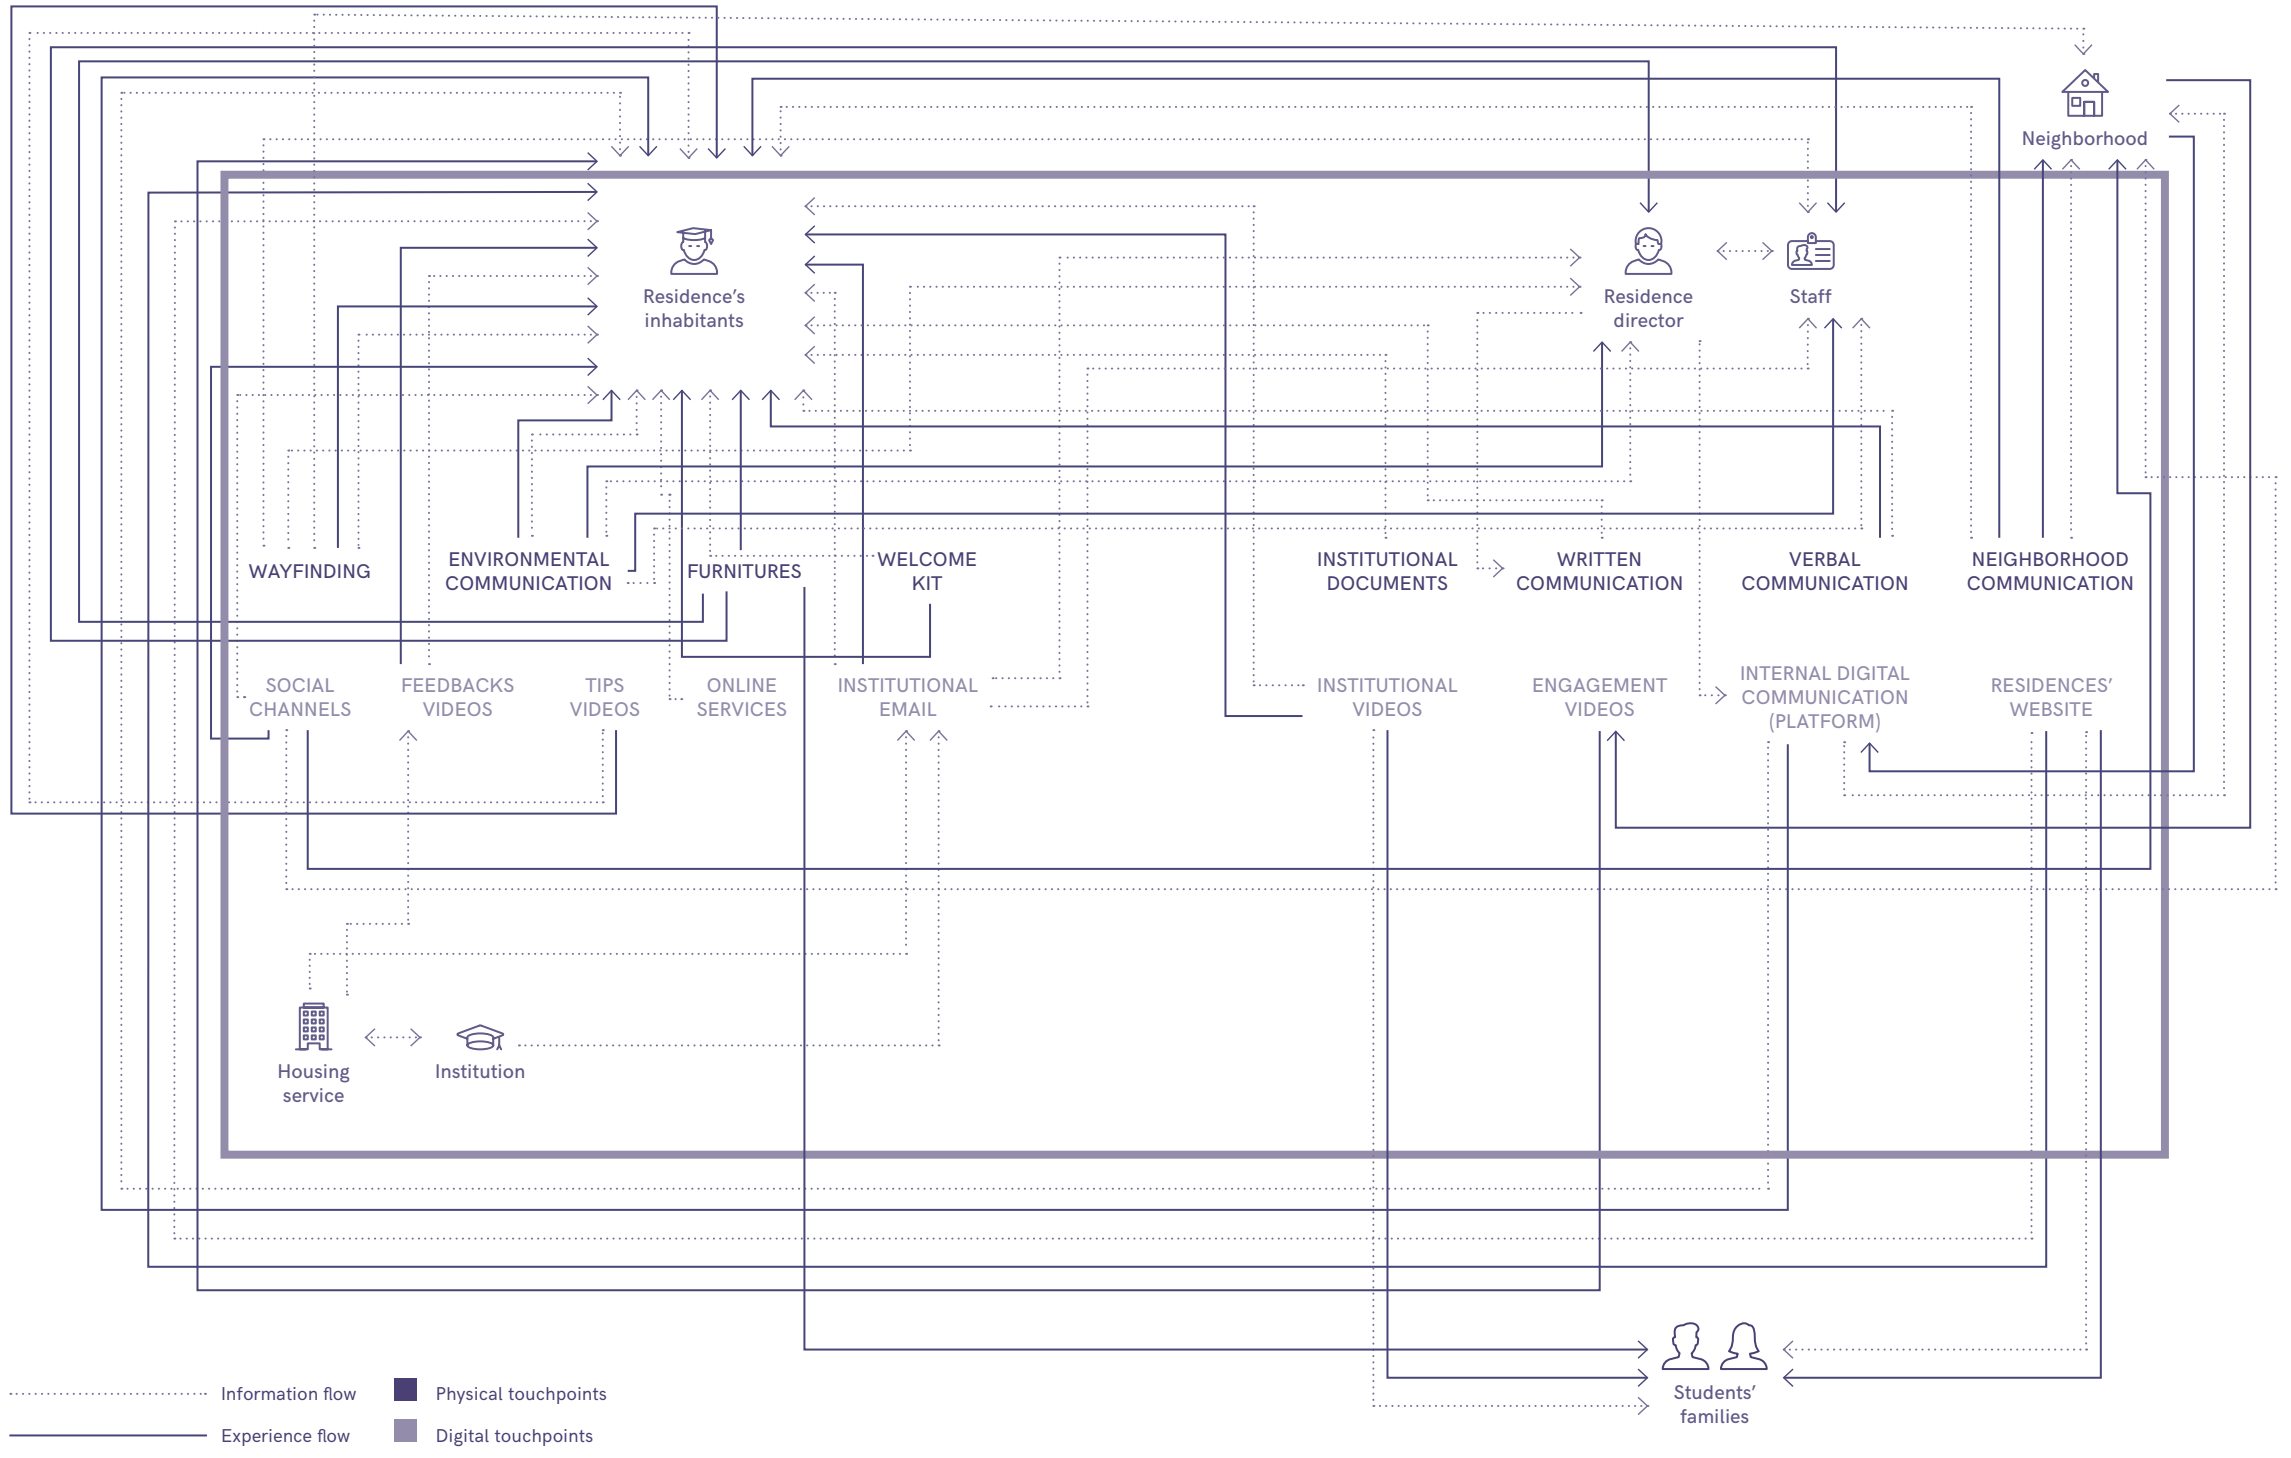 Neighborhood
Residence’s
inhabitants
Residence
director
Staff
WAYFINDING
ENVIRONMENTAL
COMMUNICATION
FURNITURES
WELCOME
KIT
INSTITUTIONAL
DOCUMENTS
WRITTEN
COMMUNICATION
VERBAL
COMMUNICATION
NEIGHBORHOOD
COMMUNICATION
SOCIAL
CHANNELS
FEEDBACKS
VIDEOS
TIPS
VIDEOS
ONLINE
SERVICES
INSTITUTIONAL
EMAIL
INSTITUTIONAL
VIDEOS
ENGAGEMENT
VIDEOS
INTERNAL DIGITAL
COMMUNICATION
(PLATFORM)
RESIDENCES’
WEBSITE
Housing
service
Institution
Students’
families
Information flow
Physical touchpoints
Experience flow
Digital touchpoints